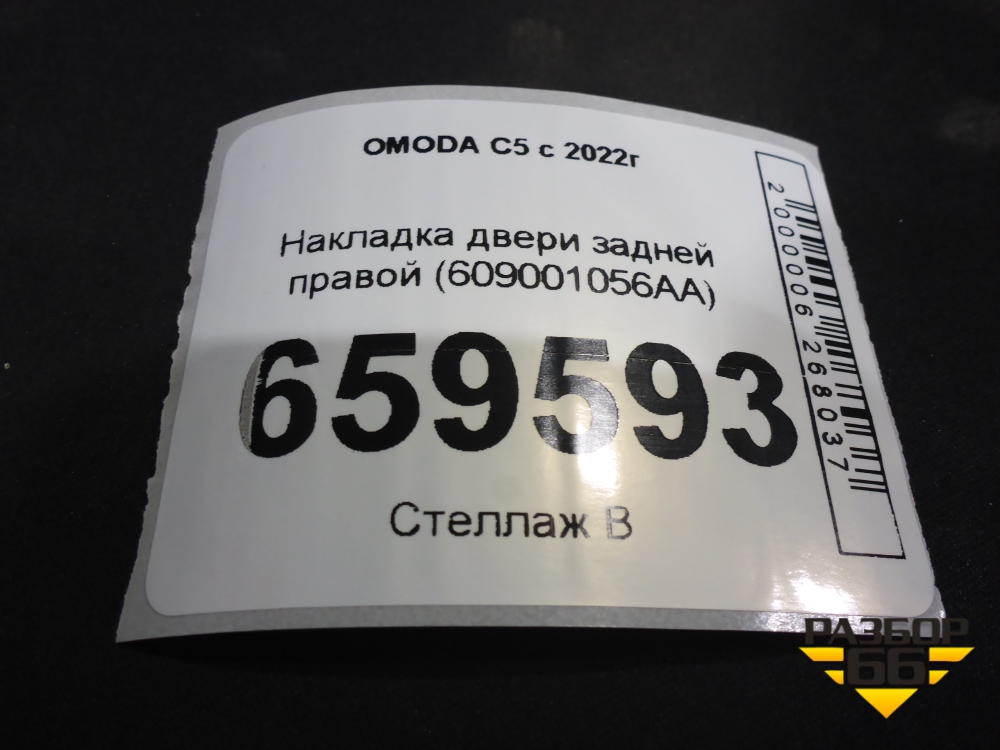 OMODA C5 с 2022г
Накладка двери задней
правой (609001056AA)
659593
Стеллаж В
2000006268037
РАЗБОР
66